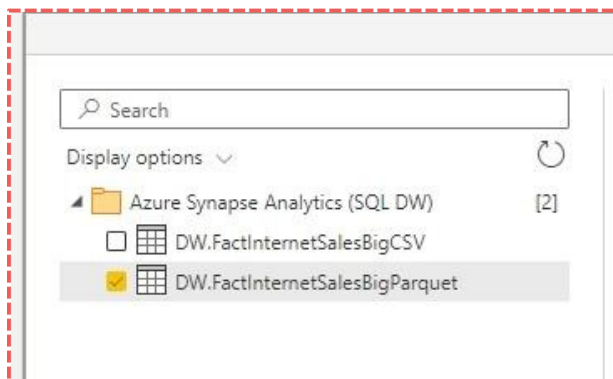 Search
Display options
Azure Synapse Analytics (SQL DW) [2]
DW.FactInternetSalesBigCSV
DW.FactInternetSalesBigParquet